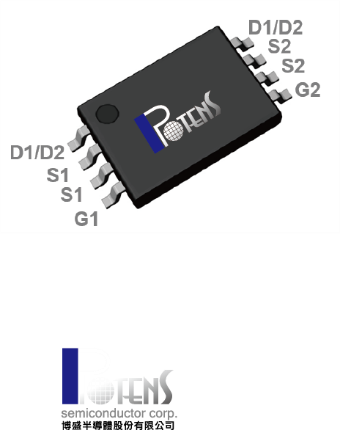 D1/D2
S2
S2
G2
POTENS
D1/D2
S1
S1
G1
POTENS
semiconductor corp.
博盛半導體股份有限公司